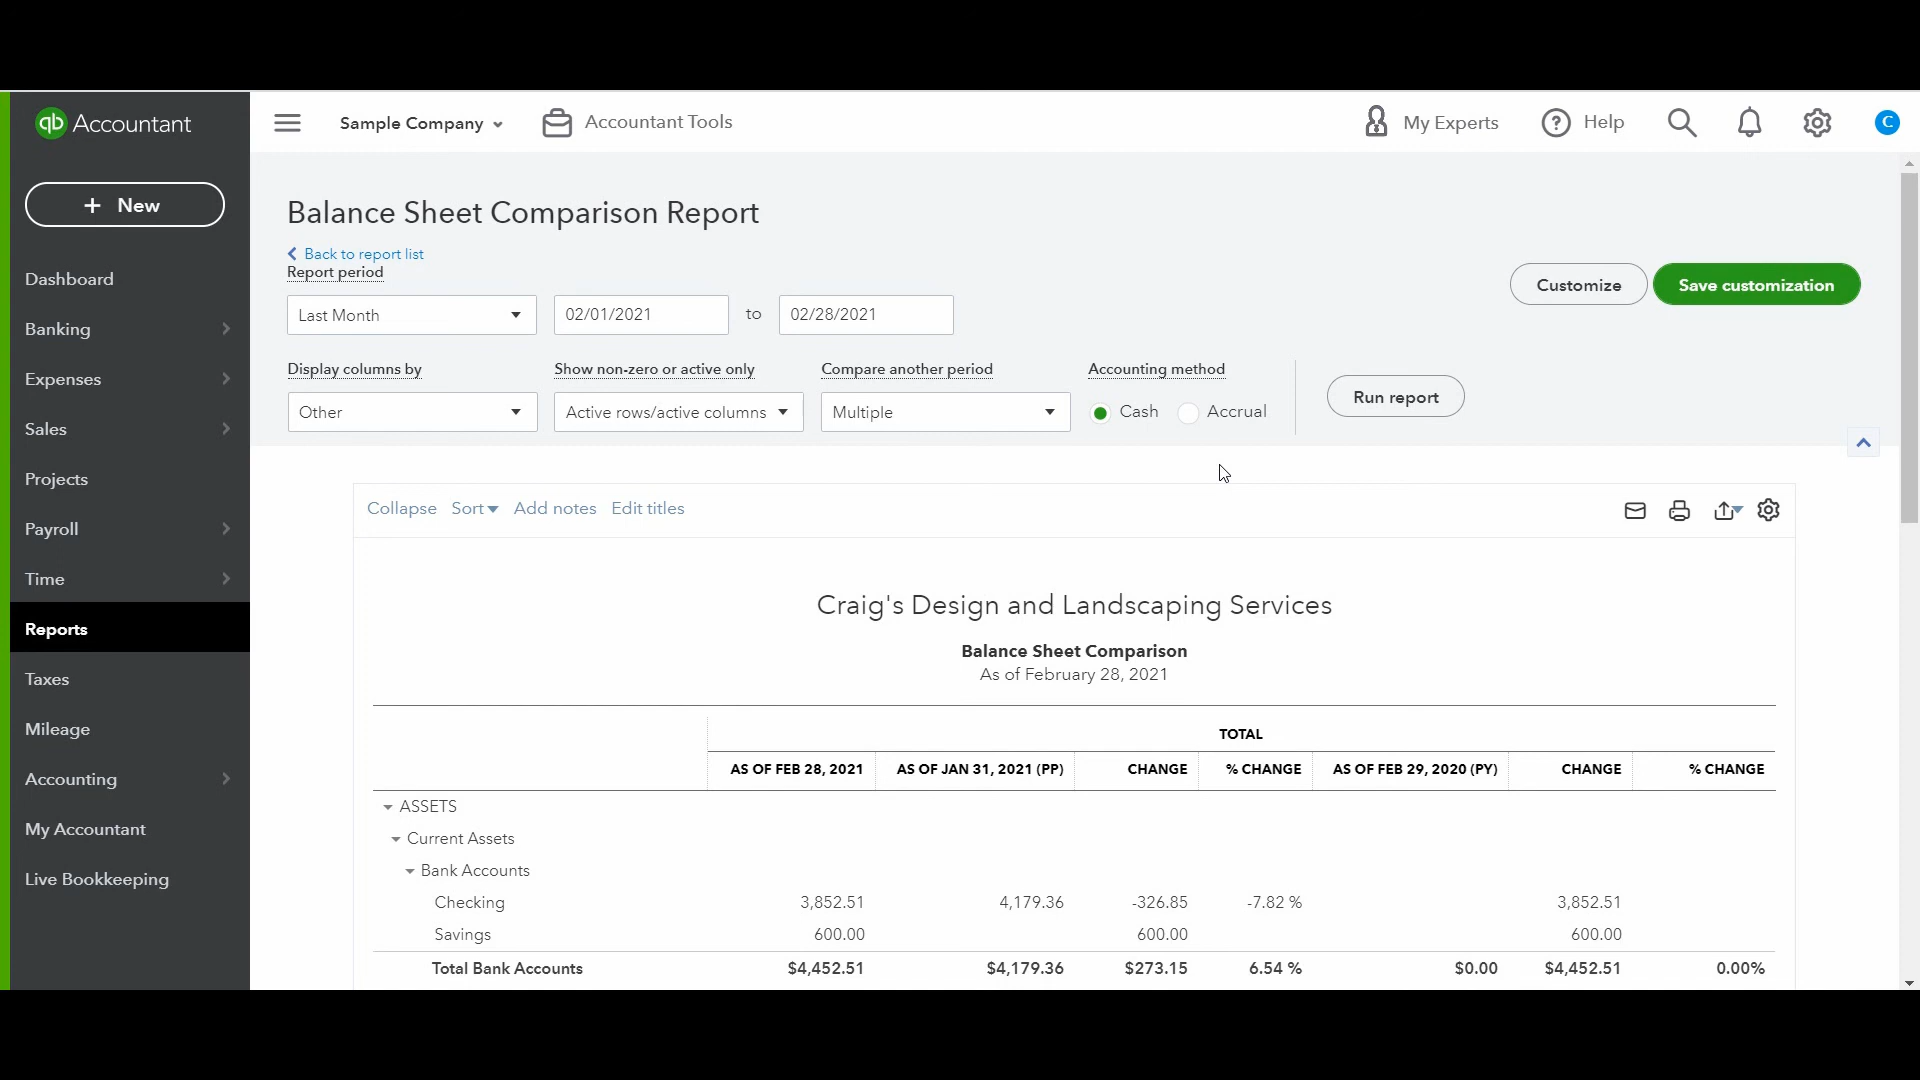 qb Accountant
Sample Company
Accountant Tools
My Experts
Help
C
+ New
Dashboard
Banking
Expenses
Sales
Projects
Payroll
Time
Reports
Taxes
Mileage
Accounting
My Accountant
Live Bookkeeping
Balance Sheet Comparison Report
Back to report list
Report period
Last Month 02/01/2021 to 02/28/2021
Customize Save customization
Display columns by Show non-zero or active only Compare another period Accounting method
Other Active rows/active columns Multiple Cash Accrual Run report
Collapse Sort Add notes Edit titles
Craig's Design and Landscaping Services
Balance Sheet Comparison
As of February 28, 2021
TOTAL
AS OF FEB 28, 2021 AS OF JAN 31, 2021 (PP) CHANGE % CHANGE AS OF FEB 29, 2020 (PY) CHANGE % CHANGE
ASSETS
Current Assets
Bank Accounts
Checking 3,852.51 4,179.36 -326.85 -7.82 % 3,852.51
Savings 600.00 600.00 600.00
Total Bank Accounts $4,452.51 $4,179.36 $273.15 6.54 % $0.00 $4,452.51 0.00%